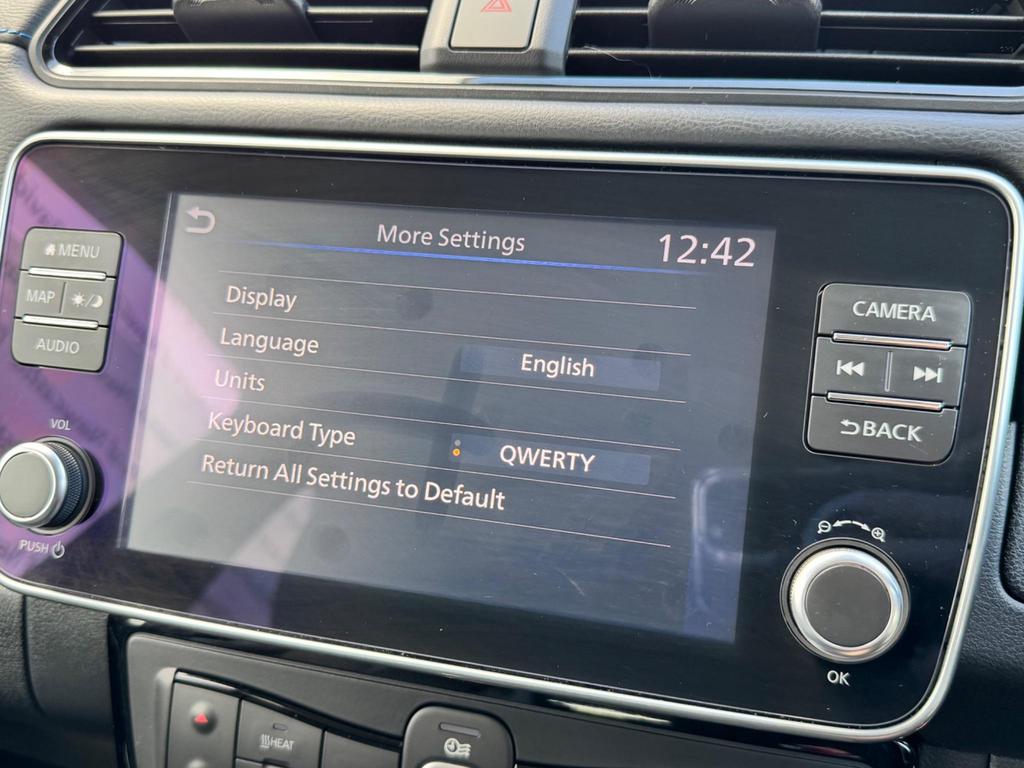 More Settings
12:42
MENU
MAP
AUDIO
VOL
PUSH
Display
Language
English
Units
Keyboard Type
QWERTY
Return All Settings to Default
CAMERA
BACK
OK
HEAT